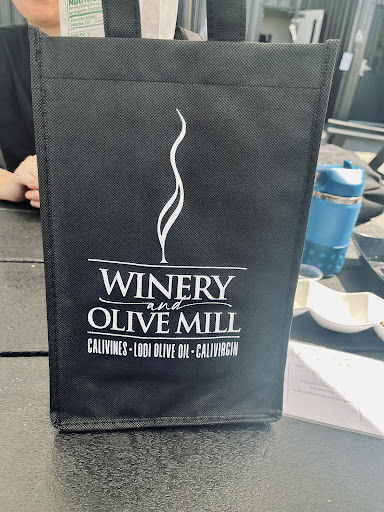 WINERY
and
OLIVE MILL
CALIVINES • LODI OLIVE OIL • CALIVIRGIN